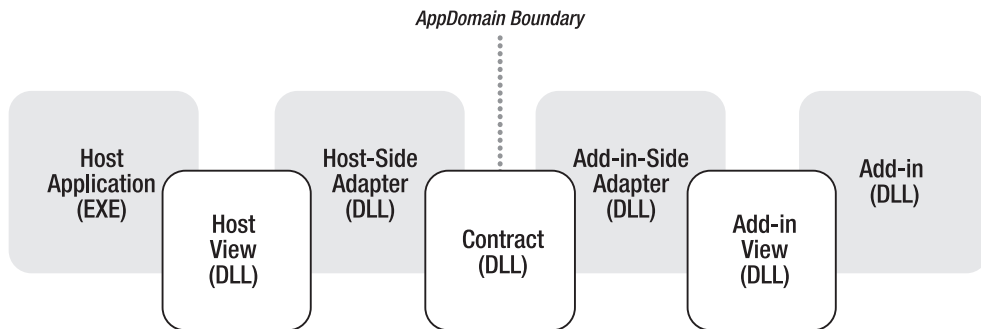 AppDomain Boundary
Host
Application
(EXE)
Host
View
(DLL)
Host-Side
Adapter
(DLL)
Contract
(DLL)
Add-in-Side
Adapter
(DLL)
Add-in
View
(DLL)
Add-in
(DLL)